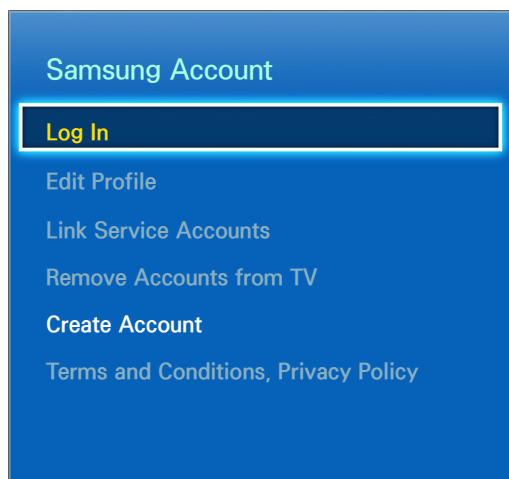 Samsung Account
Log In
Edit Profile
Link Service Accounts
Remove Accounts from TV
Create Account
Terms and Conditions, Privacy Policy